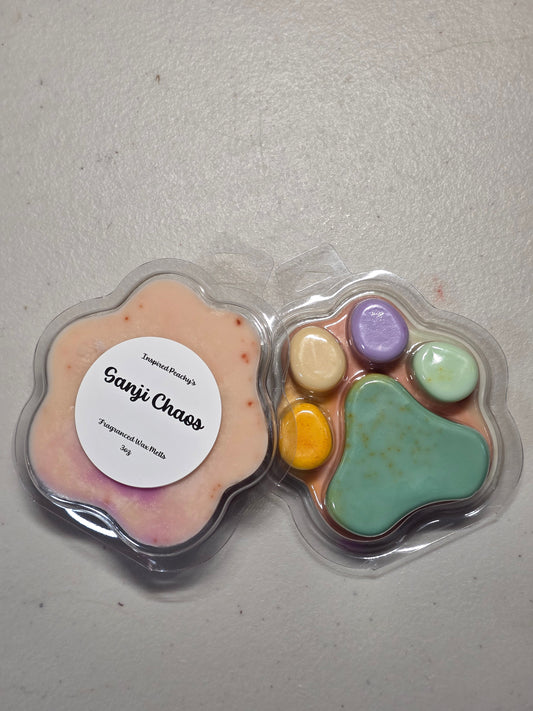 Inspired Peachy's
Sanji Chaos
Fragranced Wax Melts
3oz